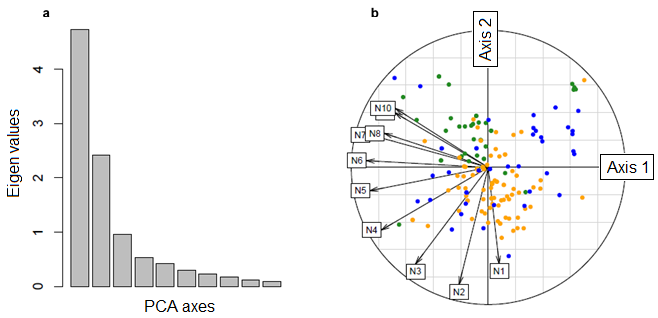 a
Eigen values
4
3
2
1
0
PCA axes
b
Axis 2
Axis 1
N10
N7
N8
N6
N5
N4
N3
N2
N1